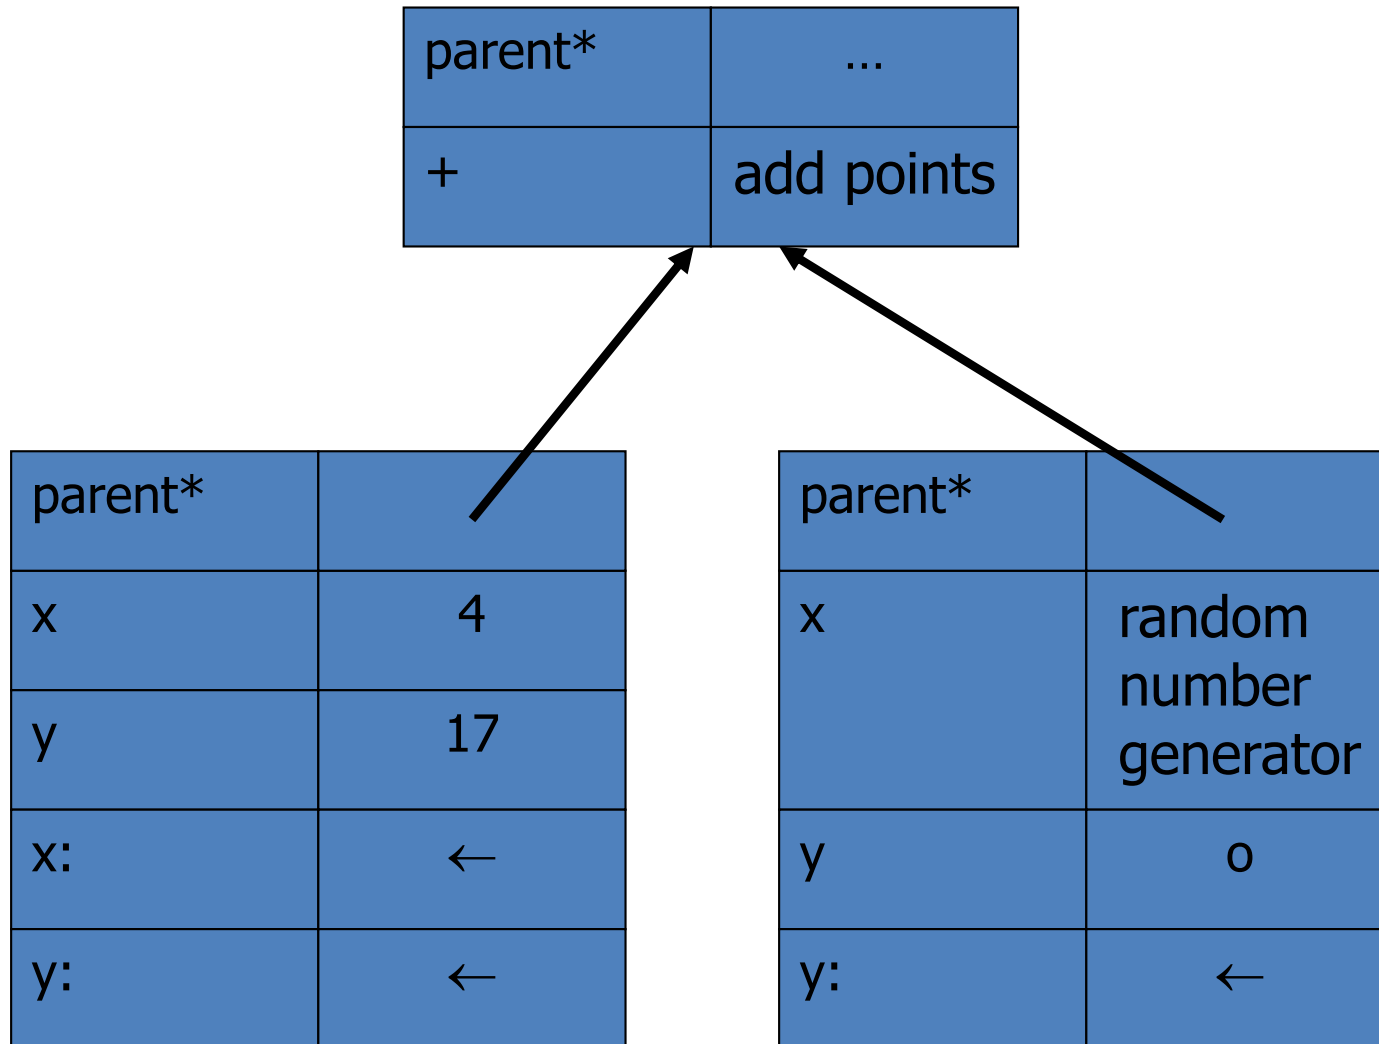 parent* …
+ add points
parent*
x 4
y 17
x: ←
y: ←
parent*
x random
number
generator
y o
y: ←